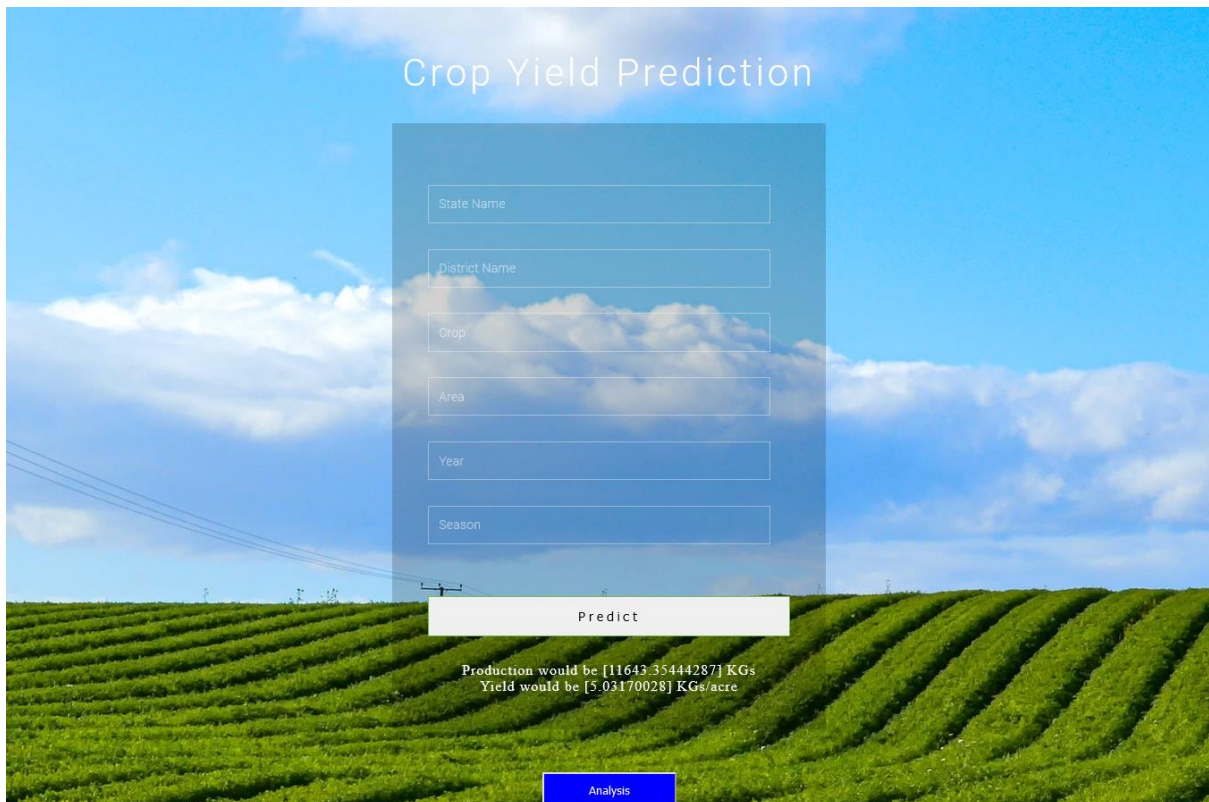 Crop Yield Prediction
State Name
District Name
Crop
Area
Year
Season
Predict
Production would be [11643.35444287] KGs
Yield would be [5.03170028] KGs/acre
Analysis